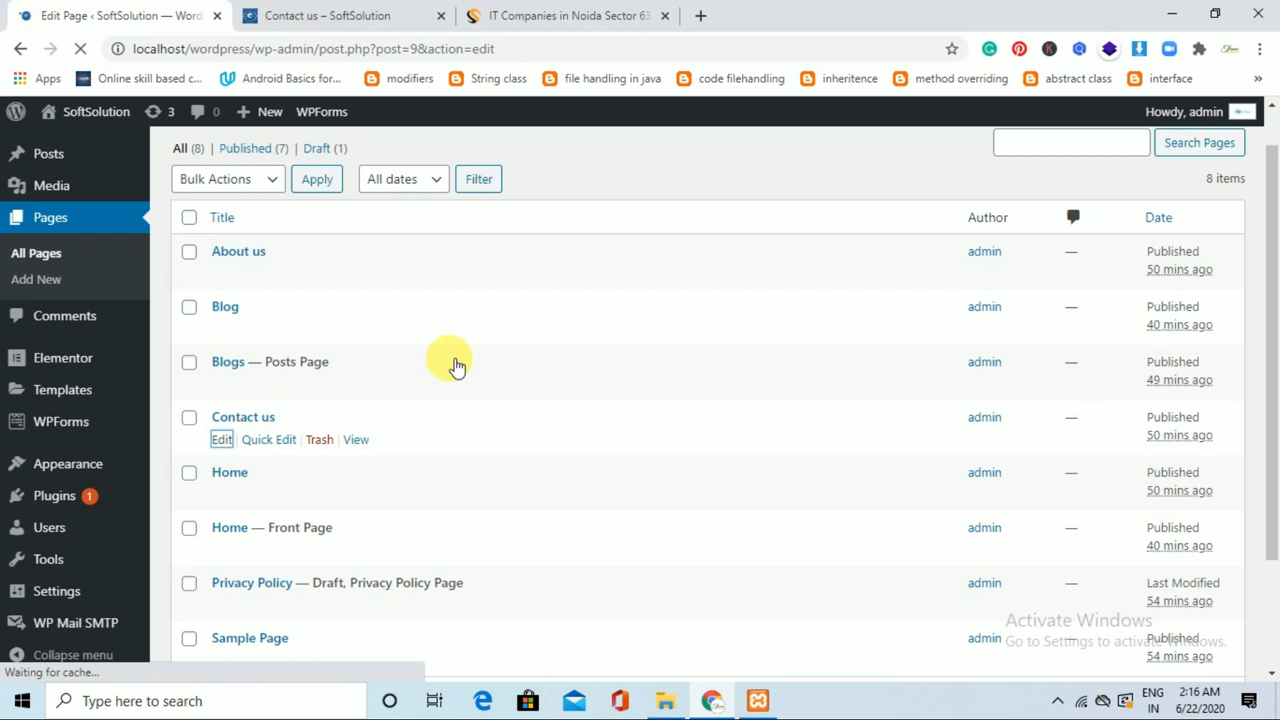 Edit Page ‹ SoftSolution — Word
Contact us – SoftSolution
IT Companies in Noida Sector 63
localhost/wordpress/wp-admin/post.php?post=9&action=edit
Apps
Online skill based c...
Android Basics for...
modifiers
String class
file handling in java
code filehandling
inheritence
method overriding
abstract class
interface
»
SoftSolution
3
0
New
WPForms
Howdy, admin
Posts
Media
Pages
All Pages
Add New
Comments
Elementor
Templates
WPForms
Appearance
Plugins 1
Users
Tools
Settings
WP Mail SMTP
Collapse menu
All (8) | Published (7) | Draft (1)
Search Pages
Bulk Actions
Apply
All dates
Filter
8 items
Title
Author
Date
About us
admin
—
Published
50 mins ago
Blog
admin
—
Published
40 mins ago
Blogs — Posts Page
admin
—
Published
49 mins ago
Contact us
admin
—
Published
50 mins ago
Edit | Quick Edit | Trash | View
Home
admin
—
Published
50 mins ago
Home — Front Page
admin
—
Published
40 mins ago
Privacy Policy — Draft, Privacy Policy Page
admin
—
Last Modified
54 mins ago
Sample Page
admin
—
Published
54 mins ago
Activate Windows
Go to Settings to activate Windows.
Waiting for cache...
Type here to search
ENG
IN
2:16 AM
6/22/2020